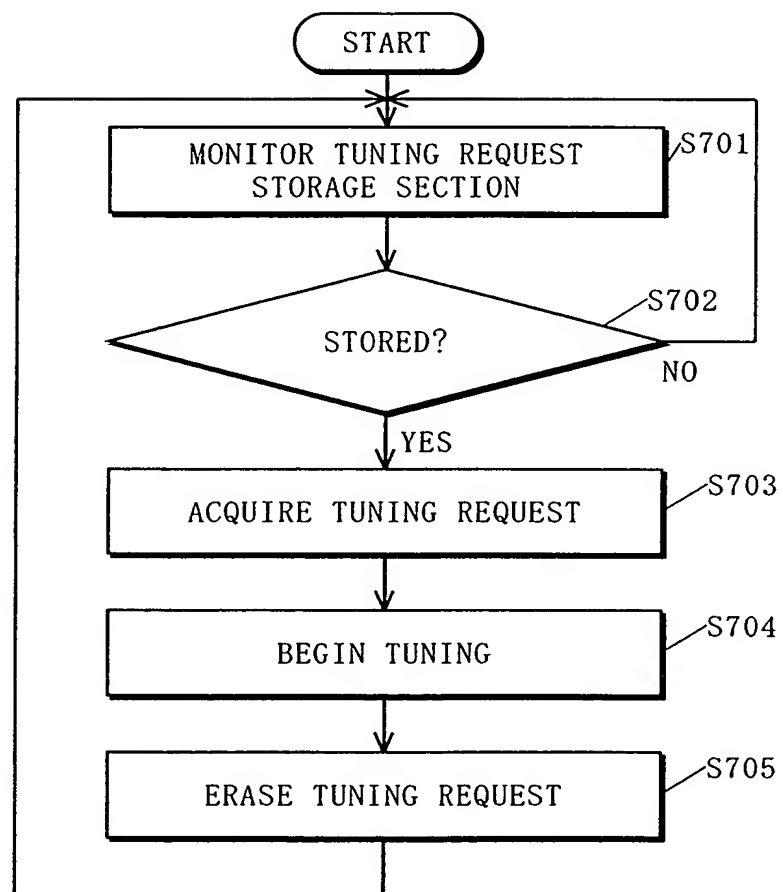 START
MONITOR TUNING REQUEST
STORAGE SECTION
S701
STORED?
S702
NO
YES
ACQUIRE TUNING REQUEST
S703
BEGIN TUNING
S704
ERASE TUNING REQUEST
S705